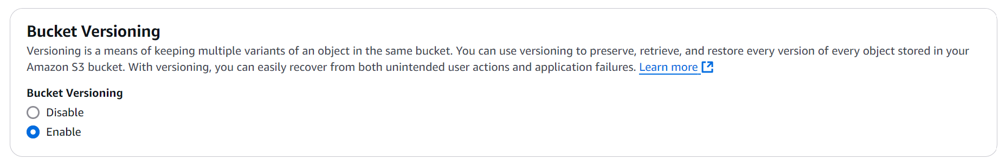 Bucket Versioning
Versioning is a means of keeping multiple variants of an object in the same bucket. You can use versioning to preserve, retrieve, and restore every version of every object stored in your
Amazon S3 bucket. With versioning, you can easily recover from both unintended user actions and application failures. Learn more
Bucket Versioning
Disable
Enable